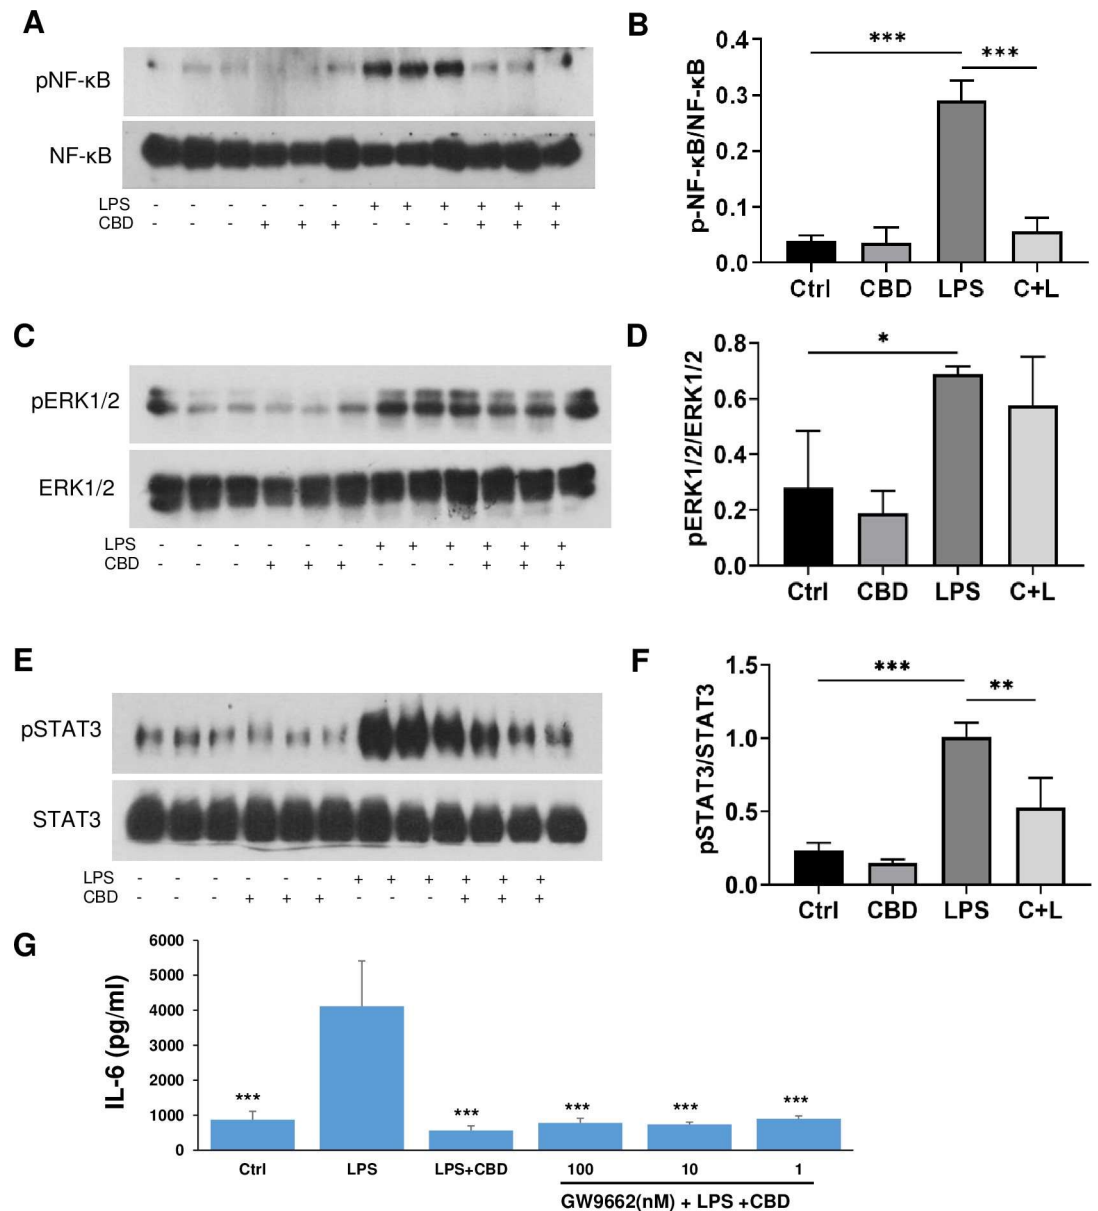 A
pNF-κB
NF-κB
LPS - - - - - - + + + + + +
CBD - - - + + + - - - + + +
B
p-NF-κB/NF-κB
0.4
0.3
0.2
0.1
0.0
*** ***
Ctrl CBD LPS C+L
C
pERK1/2
ERK1/2
LPS - - - - - - + + + + + +
CBD - - - + + + - - - + + +
D
pERK1/2/ERK1/2
0.8
0.6
0.4
0.2
0.0
*
Ctrl CBD LPS C+L
E
pSTAT3
STAT3
LPS - - - - - - + + + + + +
CBD - - - + + + - - - + + +
F
pSTAT3/STAT3
1.5
1.0
0.5
0.0
*** **
Ctrl CBD LPS C+L
G
IL-6 (pg/ml)
6000
5000
4000
3000
2000
1000
0
*** *** *** *** ***
Ctrl LPS LPS+CBD 100 10 1
GW9662(nM) + LPS +CBD